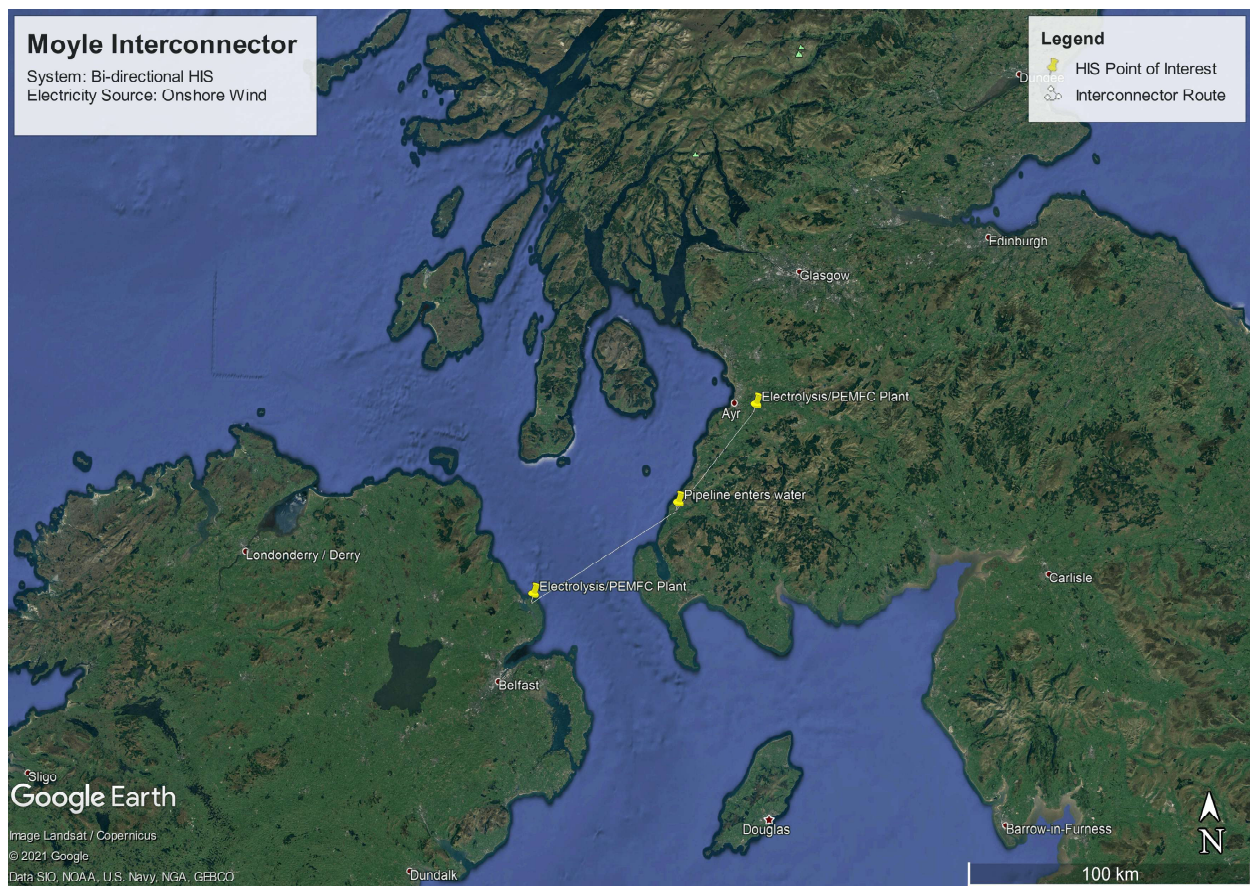 Moyle Interconnector
System: Bi-directional HIS
Electricity Source: Onshore Wind
Legend
HIS Point of Interest
Interconnector Route
Dundee
Edinburgh
Glasgow
Electrolysis/PEMFC Plant
Ayr
Pipeline enters water
Londonderry / Derry
Carlisle
Electrolysis/PEMFC Plant
Belfast
Sligo
Google Earth
Image Landsat / Copernicus
© 2021 Google
Data SIO, NOAA, U.S. Navy, NGA, GEBCO
Douglas
Barrow-in-Furness
N
Dundalk
100 km